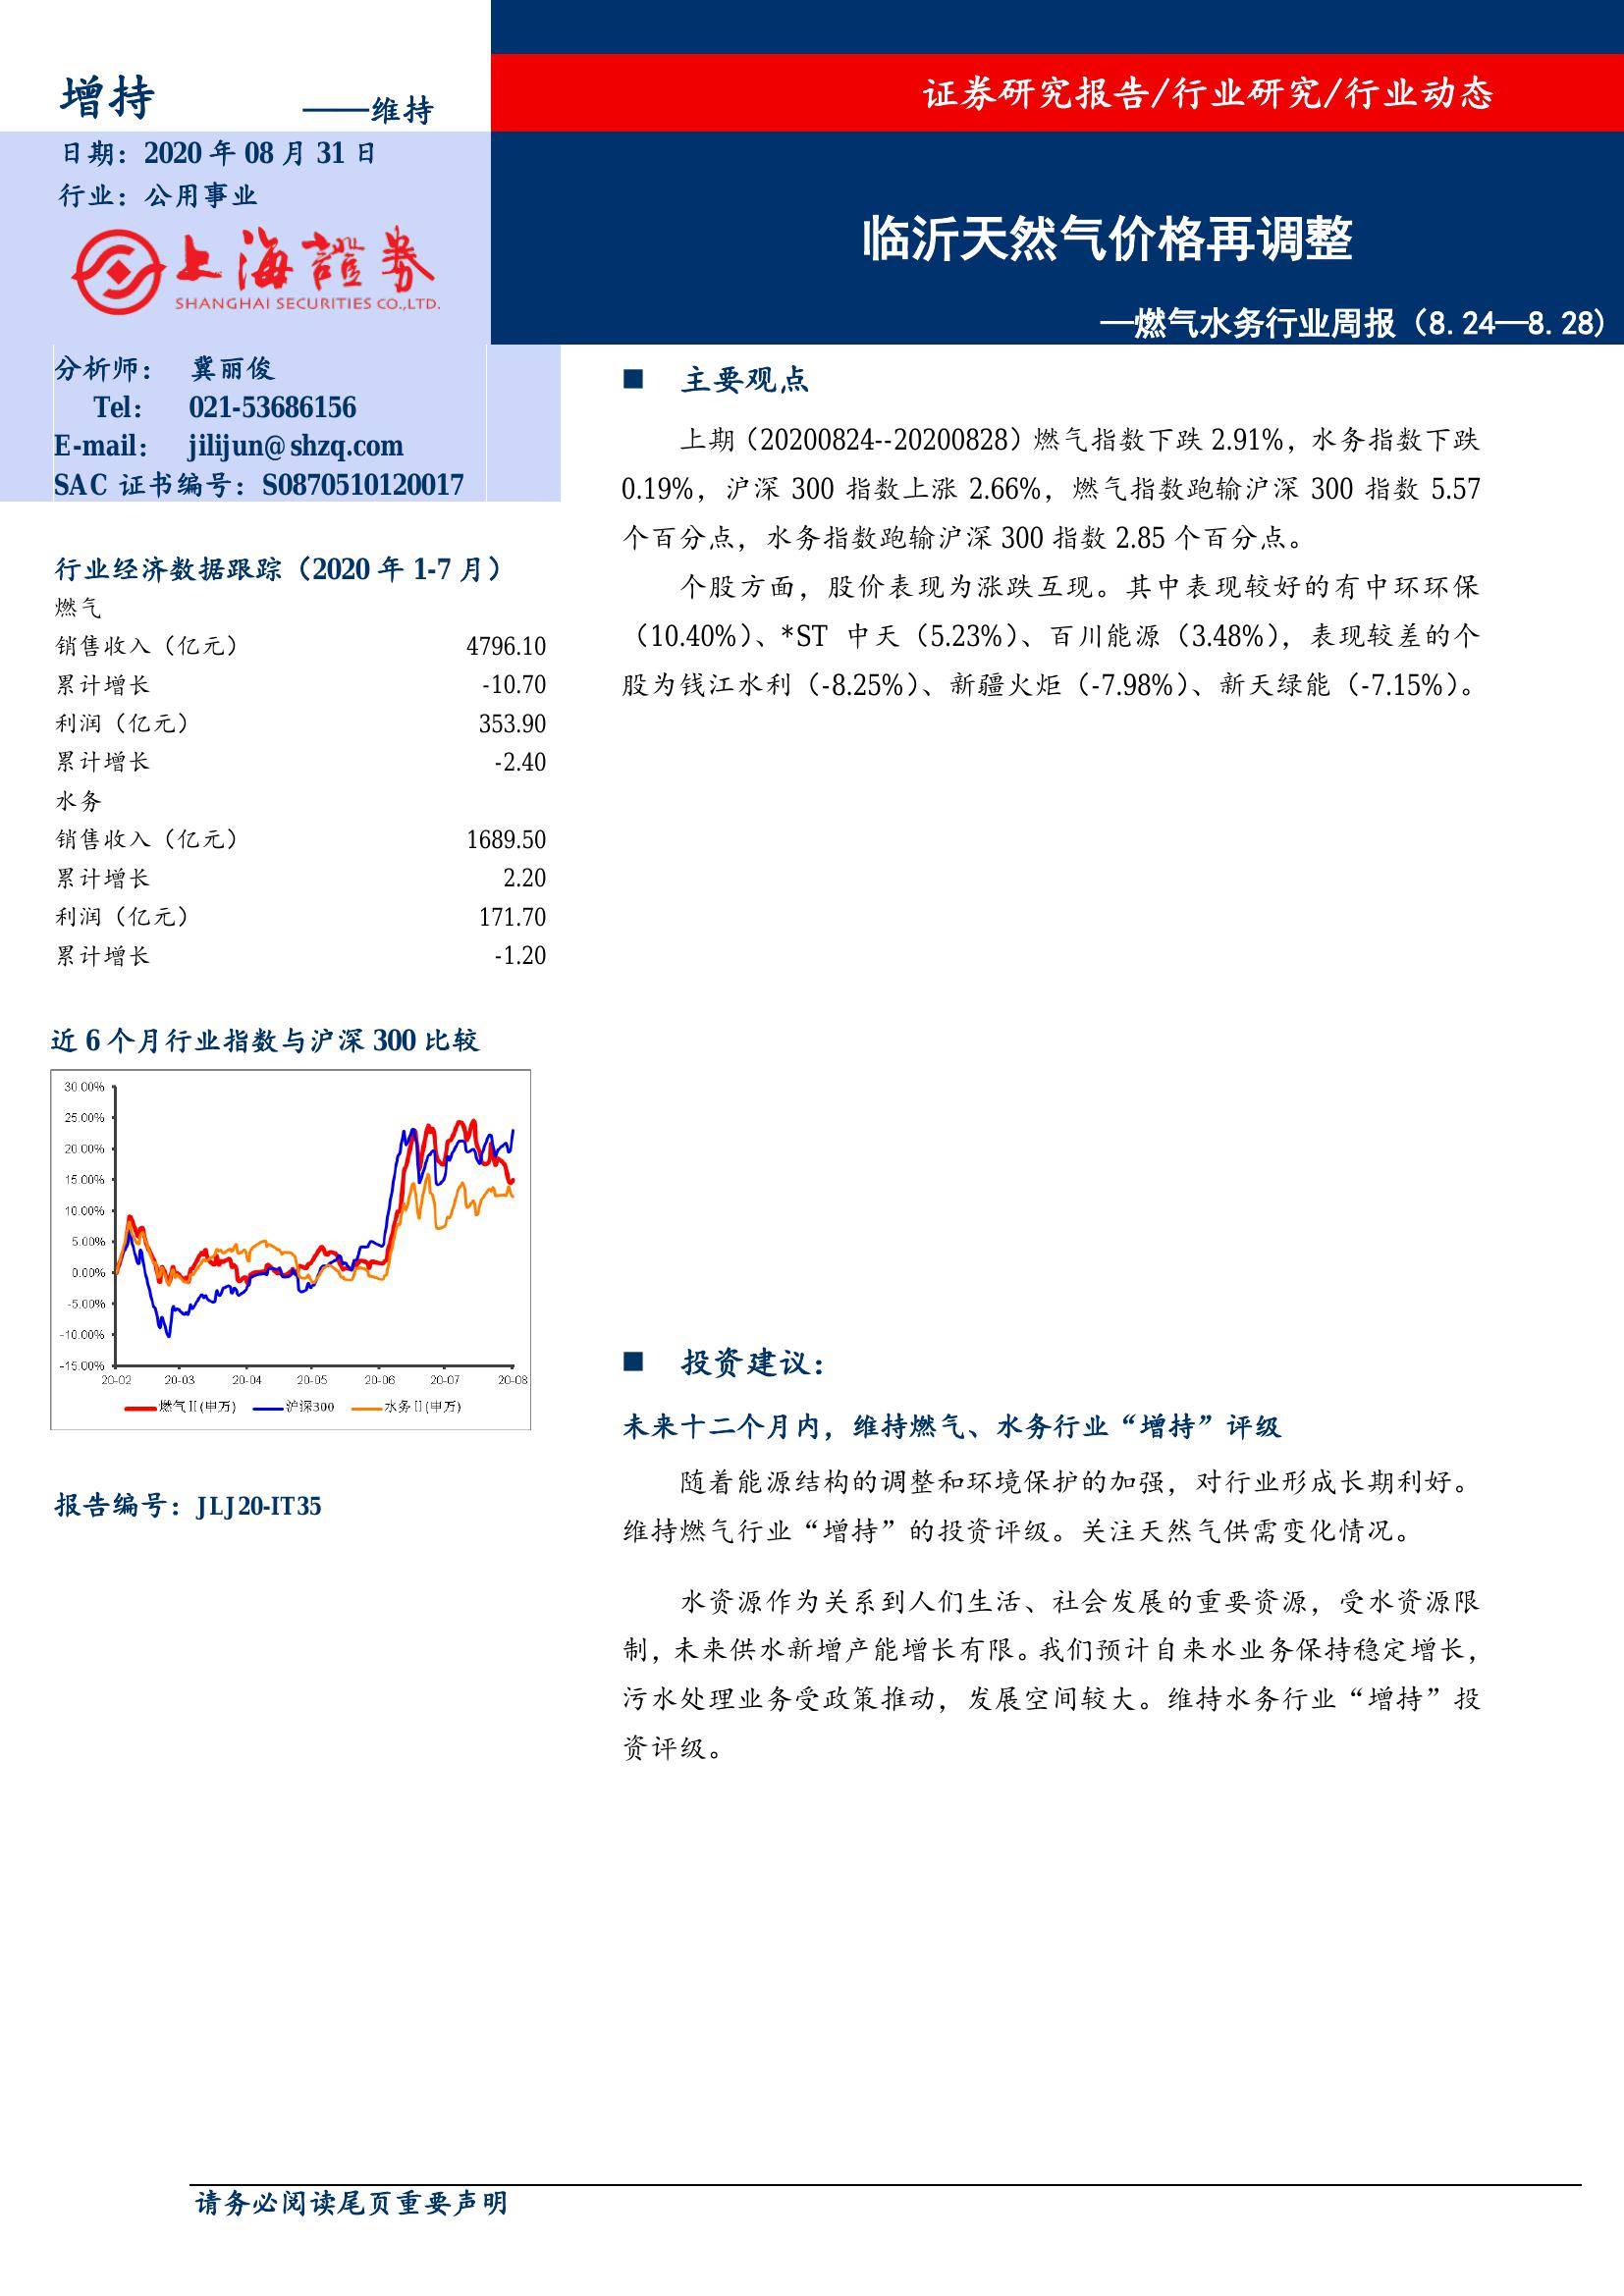 增持 ——维持
日期：2020 年 08 月 31 日
行业：公用事业
上海證券
SHANGHAI SECURITIES CO.,LTD.
证券研究报告/行业研究/行业动态
临沂天然气价格再调整
—燃气水务行业周报（8.24—8.28)
分析师： 冀丽俊
Tel： 021-53686156
E-mail： jilijun@shzq.com
SAC 证书编号：S0870510120017
行业经济数据跟踪（2020 年 1-7 月）
燃气
销售收入（亿元） 4796.10
累计增长 -10.70
利润（亿元） 353.90
累计增长 -2.40
水务
销售收入（亿元） 1689.50
累计增长 2.20
利润（亿元） 171.70
累计增长 -1.20
近 6 个月行业指数与沪深 300 比较
30.00%
25.00%
20.00%
15.00%
10.00%
5.00%
0.00%
-5.00%
-10.00%
-15.00%
20-02 20-03 20-04 20-05 20-06 20-07 20-08
燃气Ⅱ(申万) 沪深300 水务Ⅱ(申万)
报告编号：JLJ20-IT35
■ 主要观点
上期（20200824--20200828）燃气指数下跌 2.91%，水务指数下跌
0.19%，沪深 300 指数上涨 2.66%，燃气指数跑输沪深 300 指数 5.57
个百分点，水务指数跑输沪深 300 指数 2.85 个百分点。
个股方面，股价表现为涨跌互现。其中表现较好的有中环环保
（10.40%）、*ST 中天（5.23%）、百川能源（3.48%），表现较差的个
股为钱江水利（-8.25%）、新疆火炬（-7.98%）、新天绿能（-7.15%）。
■ 投资建议：
未来十二个月内，维持燃气、水务行业“增持”评级
随着能源结构的调整和环境保护的加强，对行业形成长期利好。
维持燃气行业“增持”的投资评级。关注天然气供需变化情况。
水资源作为关系到人们生活、社会发展的重要资源，受水资源限
制，未来供水新增产能增长有限。我们预计自来水业务保持稳定增长，
污水处理业务受政策推动，发展空间较大。维持水务行业“增持”投
资评级。
请务必阅读尾页重要声明